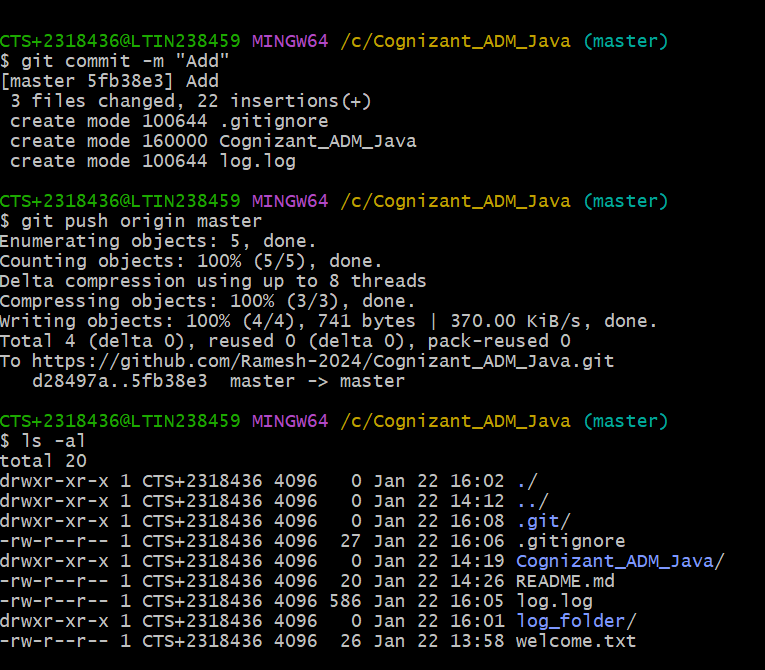 CTS+2318436@LTIN238459 MINGW64 /c/Cognizant_ADM_Java (master)
$ git commit -m "Add"
[master 5fb38e3] Add
 3 files changed, 22 insertions(+)
 create mode 100644 .gitignore
 create mode 160000 Cognizant_ADM_Java
 create mode 100644 log.log
CTS+2318436@LTIN238459 MINGW64 /c/Cognizant_ADM_Java (master)
$ git push origin master
Enumerating objects: 5, done.
Counting objects: 100% (5/5), done.
Delta compression using up to 8 threads
Compressing objects: 100% (3/3), done.
Writing objects: 100% (4/4), 741 bytes | 370.00 KiB/s, done.
Total 4 (delta 0), reused 0 (delta 0), pack-reused 0
To https://github.com/Ramesh-2024/Cognizant_ADM_Java.git
   d28497a..5fb38e3  master -> master
CTS+2318436@LTIN238459 MINGW64 /c/Cognizant_ADM_Java (master)
$ ls -al
total 20
drwxr-xr-x 1 CTS+2318436 4096   0 Jan 22 16:02 ./
drwxr-xr-x 1 CTS+2318436 4096   0 Jan 22 14:12 ../
drwxr-xr-x 1 CTS+2318436 4096   0 Jan 22 16:08 .git/
-rw-r--r-- 1 CTS+2318436 4096  27 Jan 22 16:06 .gitignore
drwxr-xr-x 1 CTS+2318436 4096   0 Jan 22 14:19 Cognizant_ADM_Java/
-rw-r--r-- 1 CTS+2318436 4096  20 Jan 22 14:26 README.md
-rw-r--r-- 1 CTS+2318436 4096 586 Jan 22 16:05 log.log
drwxr-xr-x 1 CTS+2318436 4096   0 Jan 22 16:01 log_folder/
-rw-r--r-- 1 CTS+2318436 4096  26 Jan 22 13:58 welcome.txt